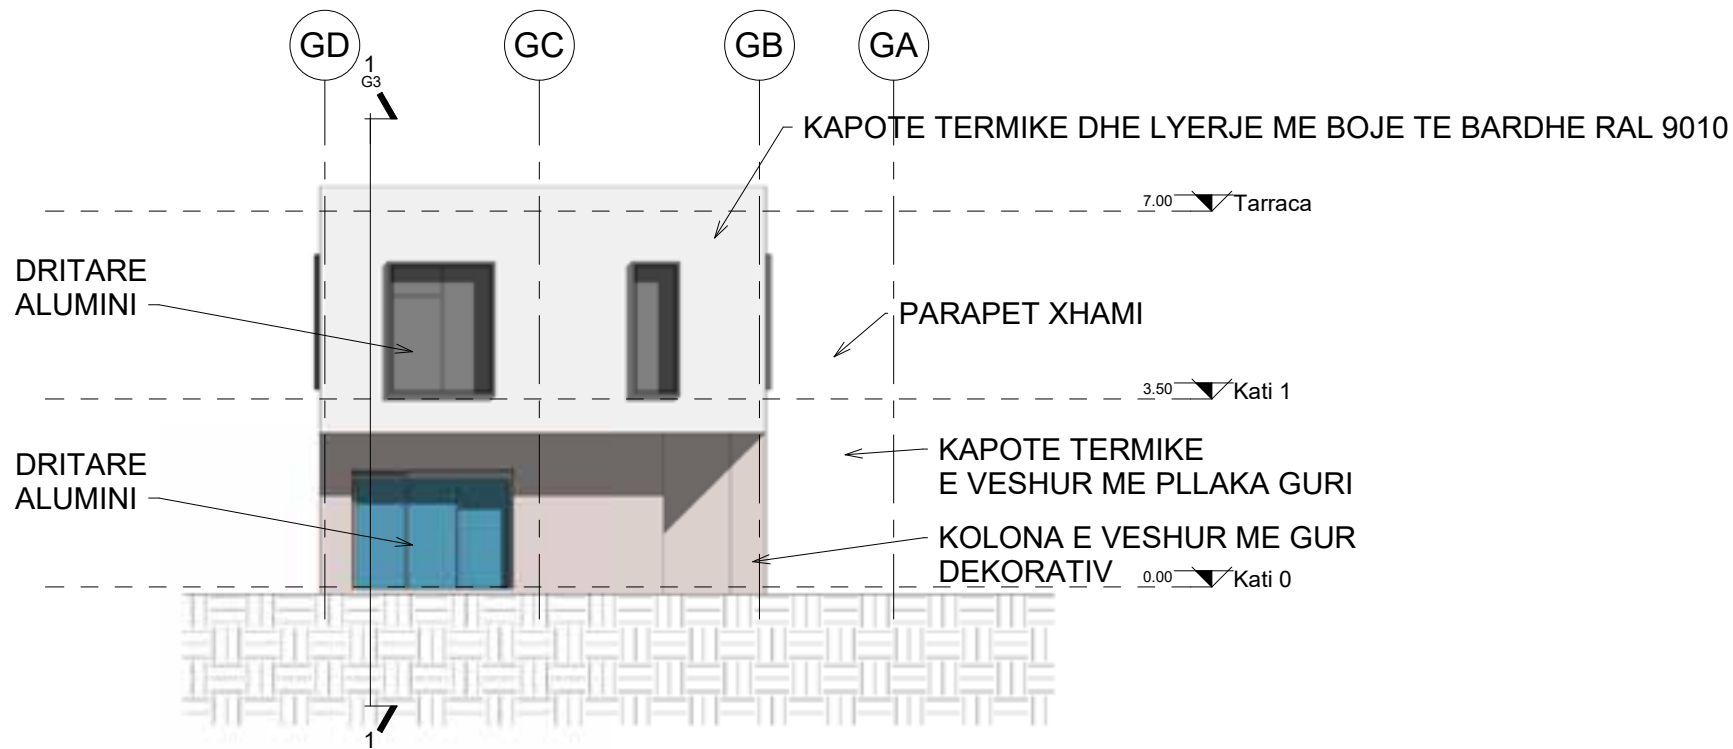 GD
GC
GB
GA
1
G3
KAPOTE TERMIKE DHE LYERJE ME BOJE TE BARDHE RAL 9010
7.00 Tarraca
DRITARE
ALUMINI
PARAPET XHAMI
3.50 Kati 1
KAPOTE TERMIKE
E VESHUR ME PLLAKA GURI
DRITARE
ALUMINI
KOLONA E VESHUR ME GUR
DEKORATIV
0.00 Kati 0
1